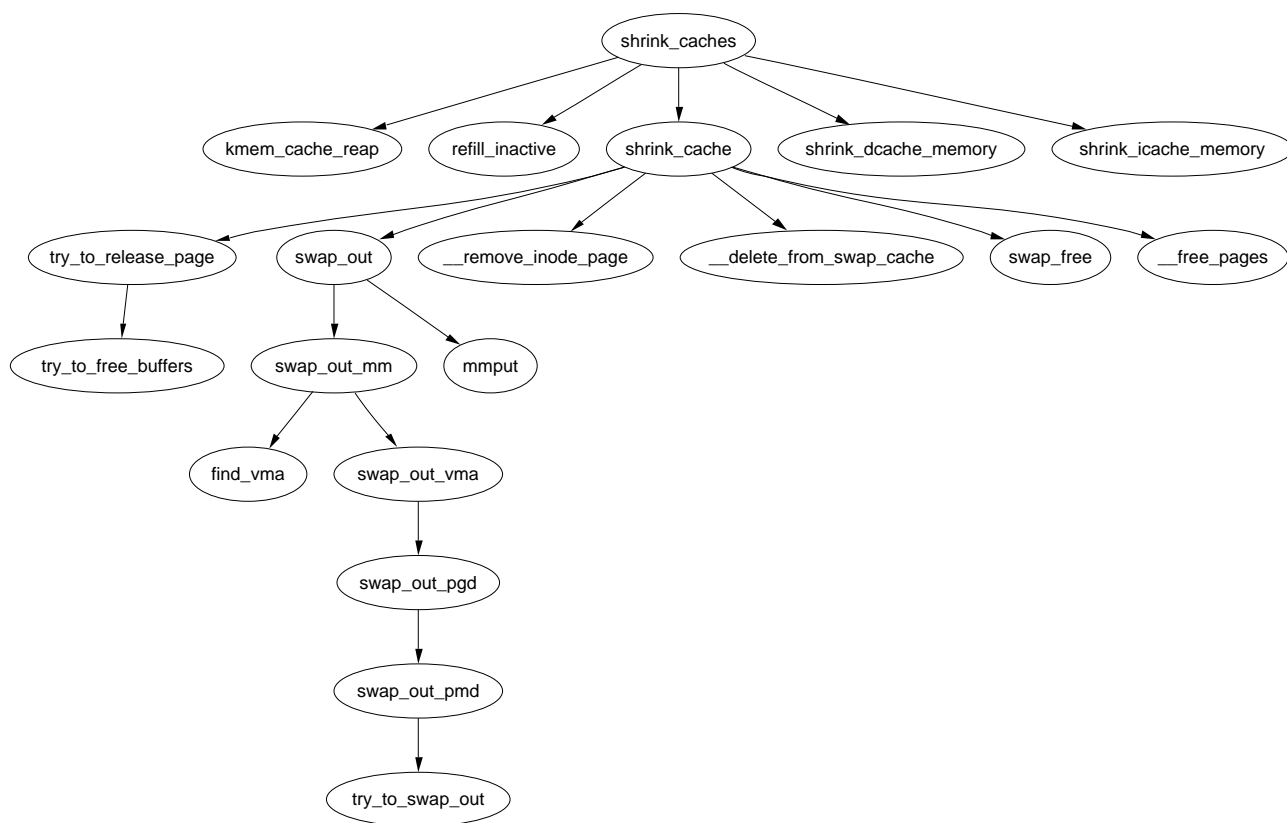 shrink_caches
kmem_cache_reap
refill_inactive
shrink_cache
shrink_dcache_memory
shrink_icache_memory
try_to_release_page
swap_out
__remove_inode_page
__delete_from_swap_cache
swap_free
__free_pages
try_to_free_buffers
swap_out_mm
mmput
find_vma
swap_out_vma
swap_out_pgd
swap_out_pmd
try_to_swap_out